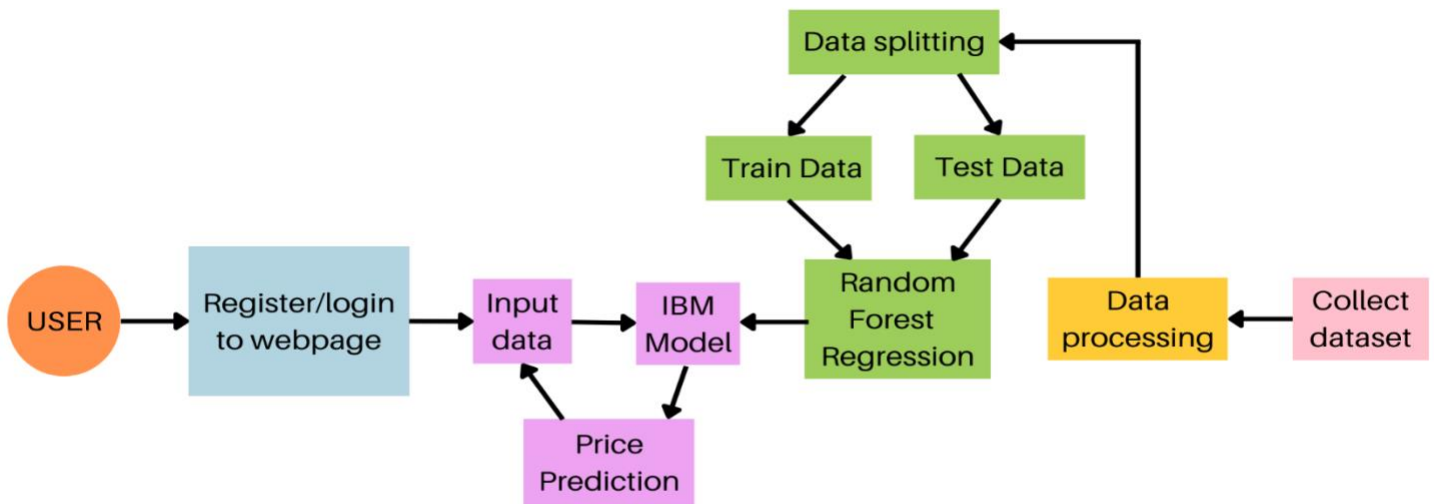 Data splitting
Train Data
Test Data
USER
Register/login
to webpage
Input
data
IBM
Model
Random
Forest
Regression
Data
processing
Collect
dataset
Price
Prediction